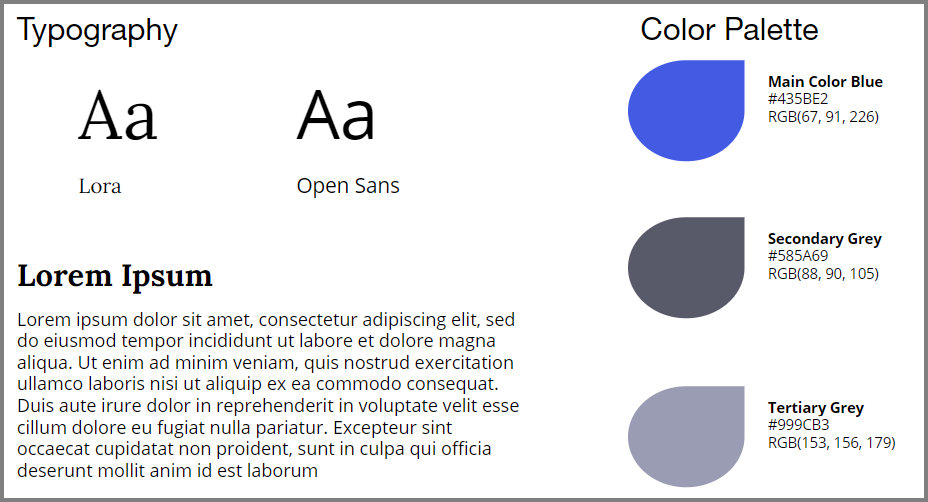 Typography
Aa
Aa
Lora
Open Sans
Lorem Ipsum
Lorem ipsum dolor sit amet, consectetur adipiscing elit, sed
do eiusmod tempor incididunt ut labore et dolore magna
aliqua. Ut enim ad minim veniam, quis nostrud exercitation
ullamco laboris nisi ut aliquip ex ea commodo consequat.
Duis aute irure dolor in reprehenderit in voluptate velit esse
cillum dolore eu fugiat nulla pariatur. Excepteur sint
occaecat cupidatat non proident, sunt in culpa qui officia
deserunt mollit anim id est laborum
Color Palette
Main Color Blue
#435BE2
RGB(67, 91, 226)
Secondary Grey
#585A69
RGB(88, 90, 105)
Tertiary Grey
#999CB3
RGB(153, 156, 179)